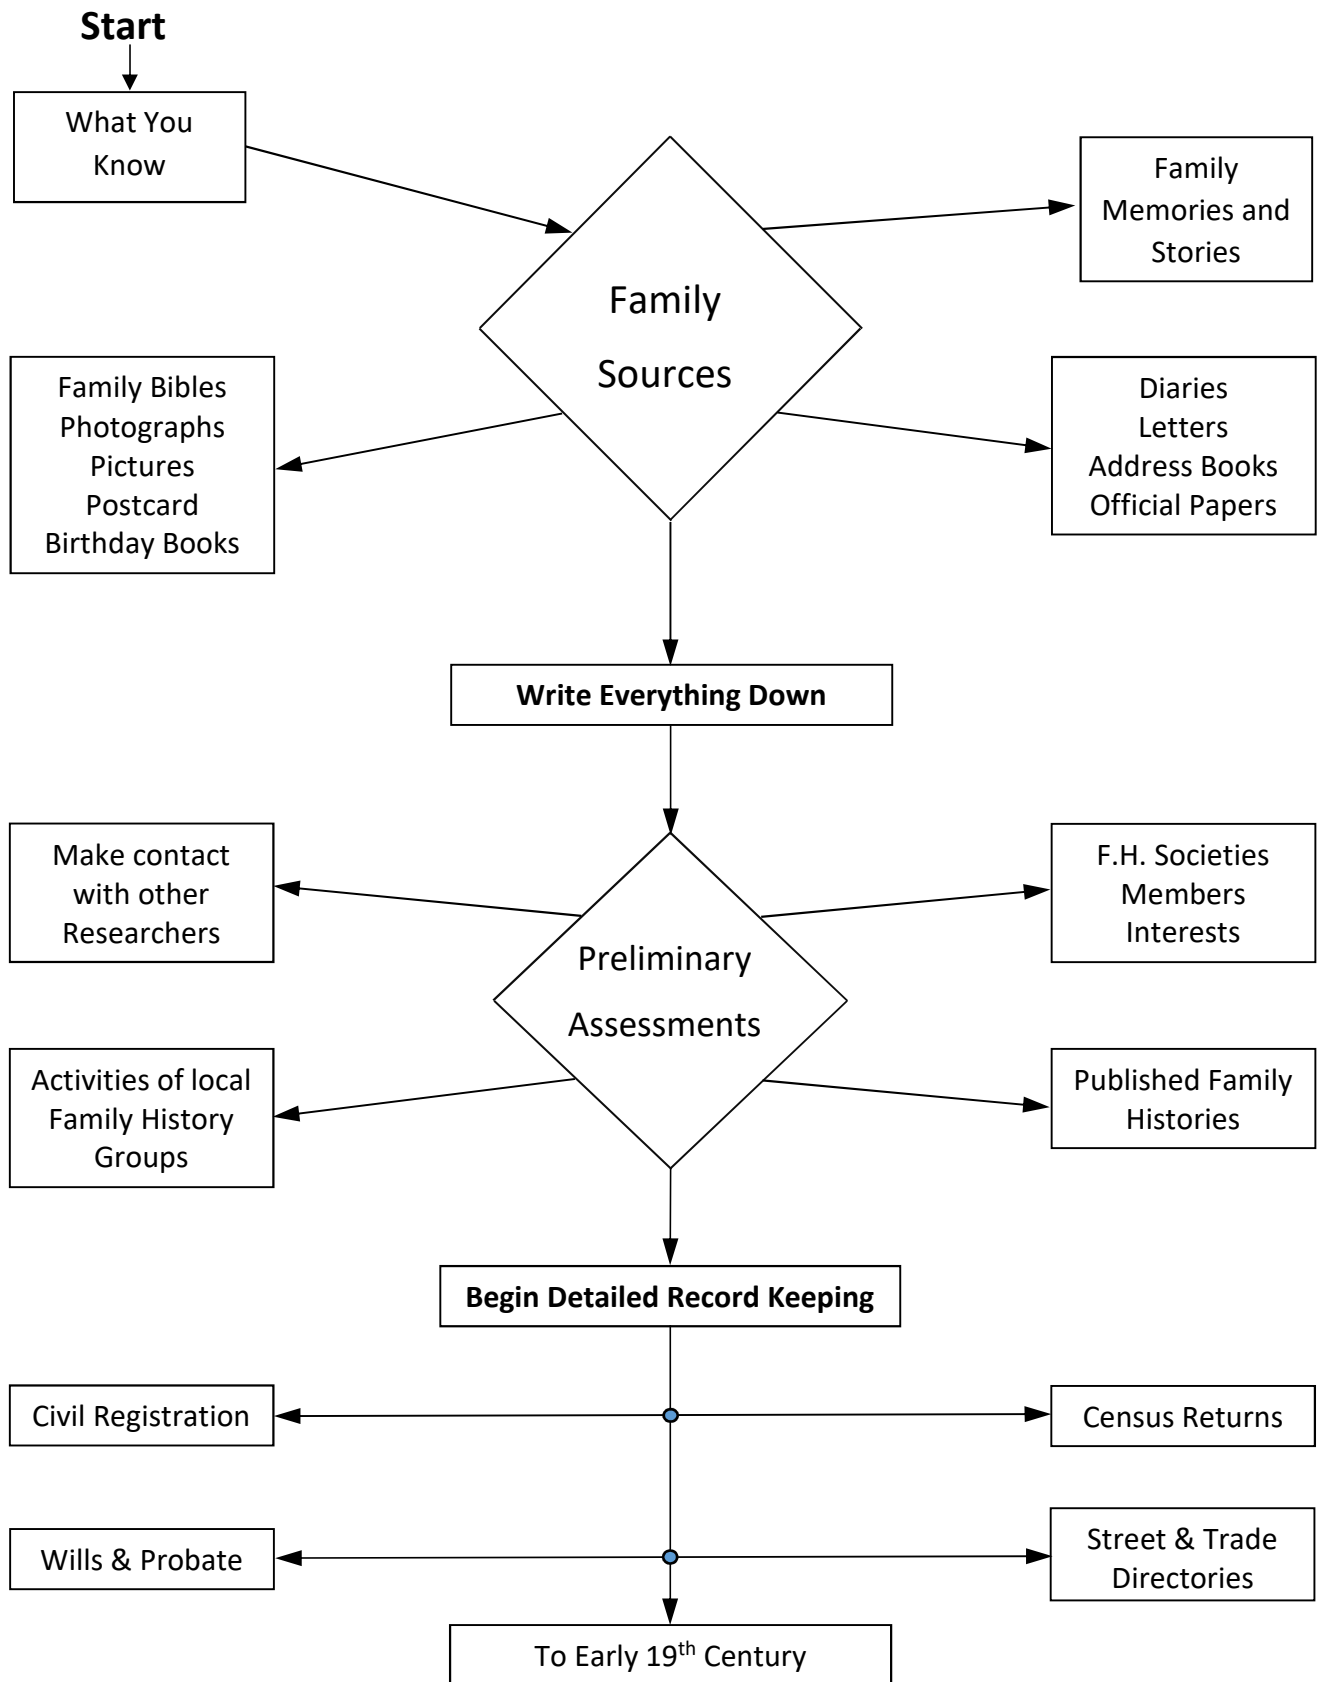 Start
What You
Know
Family
Memories and
Stories
Family
Sources
Family Bibles
Photographs
Pictures
Postcard
Birthday Books
Diaries
Letters
Address Books
Official Papers
Write Everything Down
Make contact
with other
Researchers
F.H. Societies
Members
Interests
Preliminary
Assessments
Activities of local
Family History
Groups
Published Family
Histories
Begin Detailed Record Keeping
Civil Registration
Census Returns
Wills & Probate
Street & Trade
Directories
To Early 19th Century